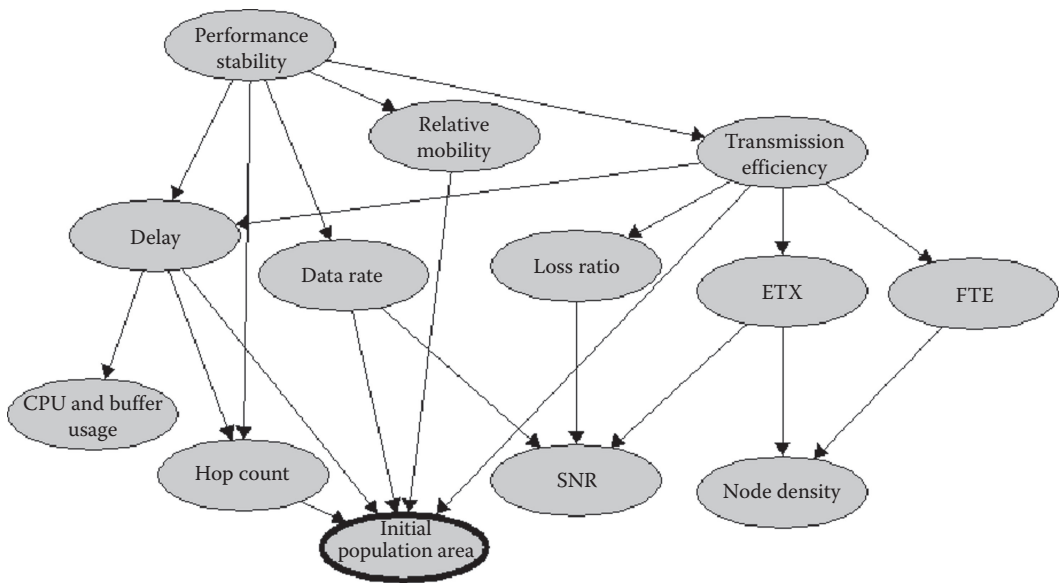 Performance
stability
Relative
mobility
Transmission
efficiency
Delay
Data rate
Loss ratio
ETX
FTE
CPU and buffer
usage
Hop count
SNR
Node density
Initial
population area